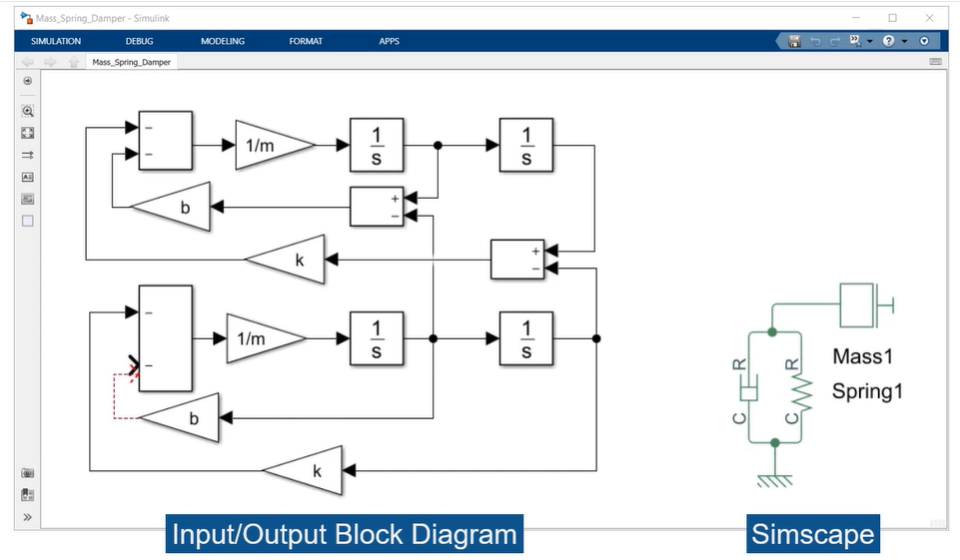 Mass_Spring_Damper - Simulink
SIMULATION DEBUG MODELING FORMAT APPS
Mass_Spring_Damper
− 1/m 1/s 1/s
−
b + −
k + −
− 1/m 1/s 1/s
−
b
k
R R
Mass1
Spring1
C C
Input/Output Block Diagram
Simscape